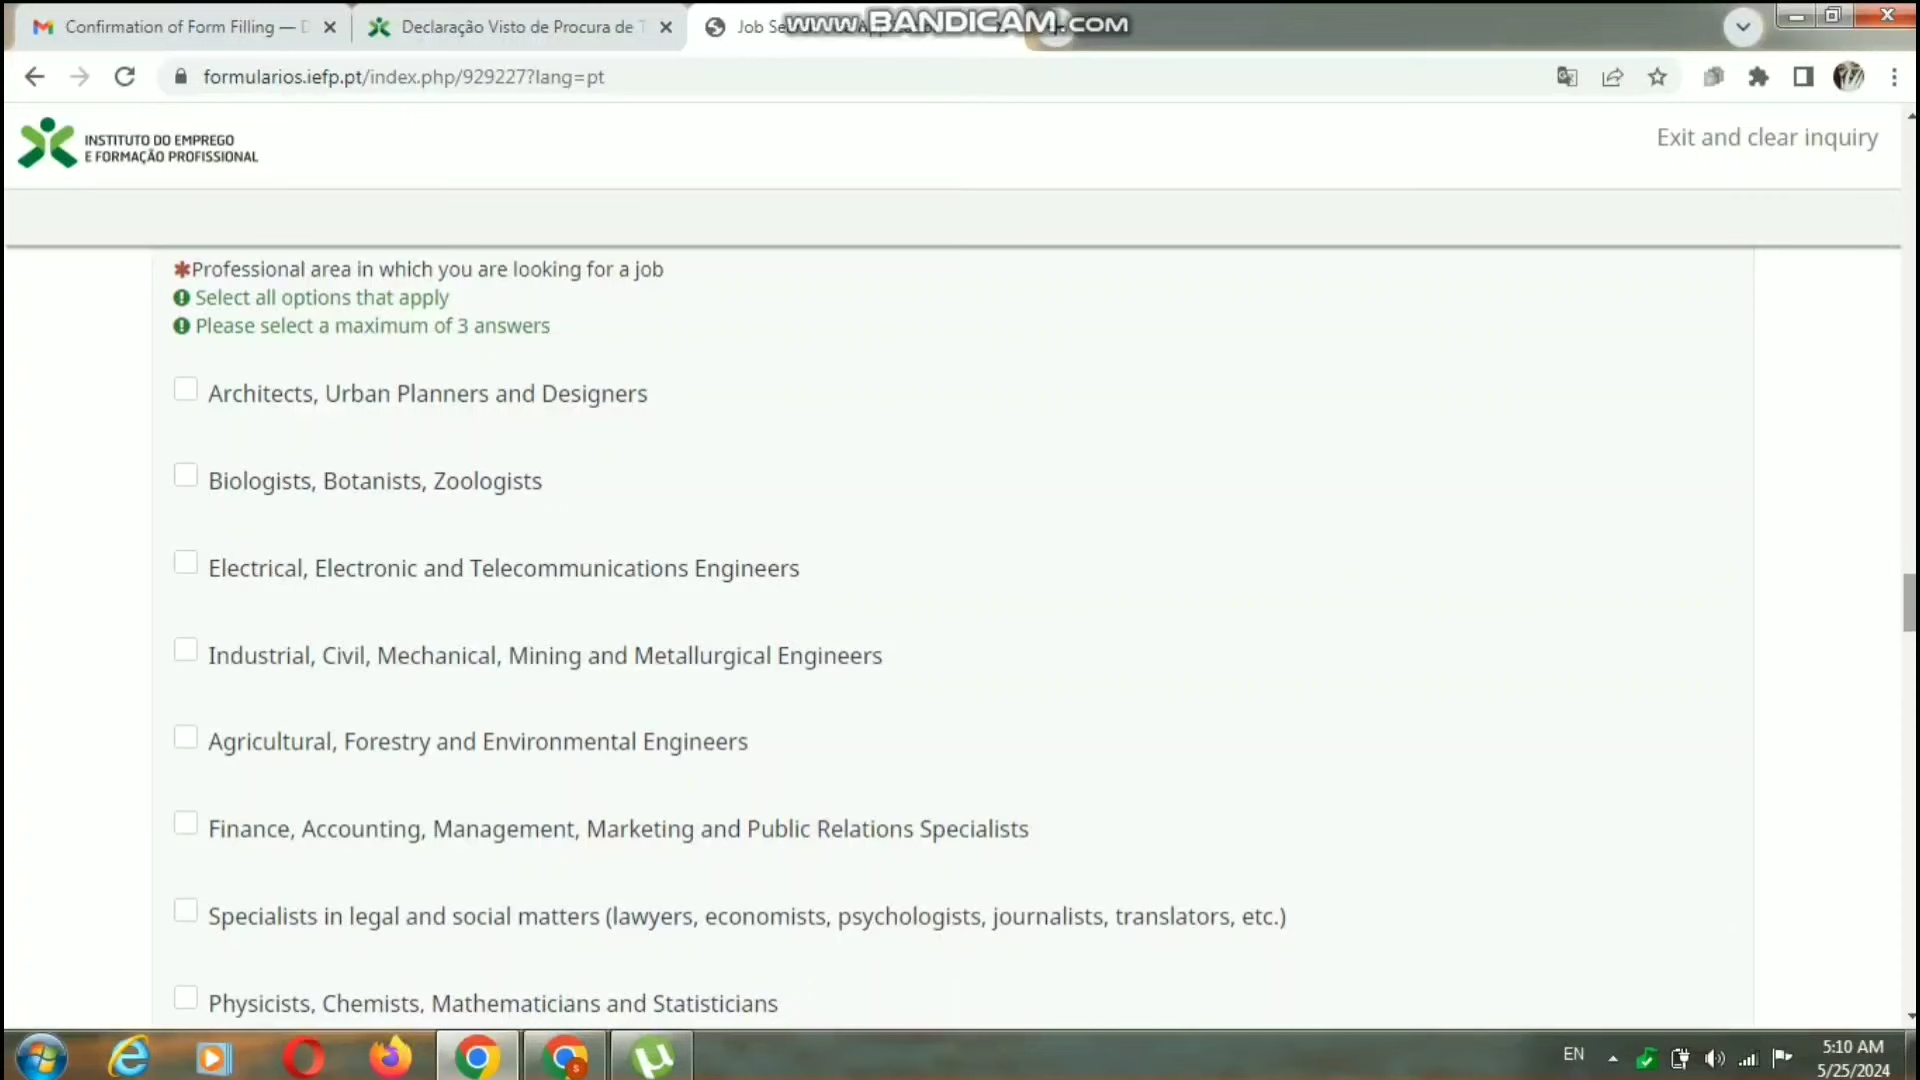 Confirmation of Form Filling —
Declaração Visto de Procura de
Job Se
www.BANDICAM.com
formularios.iefp.pt/index.php/929227?lang=pt
INSTITUTO DO EMPREGO
E FORMAÇÃO PROFISSIONAL
Exit and clear inquiry
*Professional area in which you are looking for a job
Select all options that apply
Please select a maximum of 3 answers
Architects, Urban Planners and Designers
Biologists, Botanists, Zoologists
Electrical, Electronic and Telecommunications Engineers
Industrial, Civil, Mechanical, Mining and Metallurgical Engineers
Agricultural, Forestry and Environmental Engineers
Finance, Accounting, Management, Marketing and Public Relations Specialists
Specialists in legal and social matters (lawyers, economists, psychologists, journalists, translators, etc.)
Physicists, Chemists, Mathematicians and Statisticians
EN
5:10 AM
5/25/2024